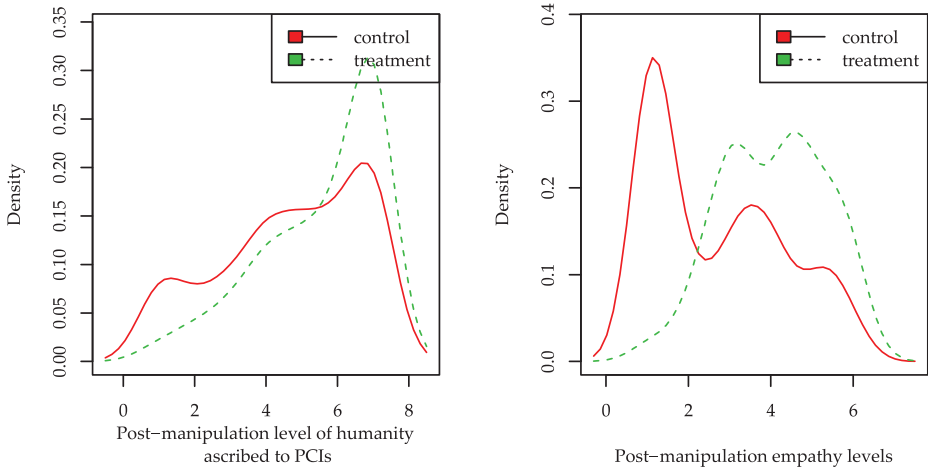 control
treatment
Density
0.00
0.05
0.10
0.15
0.20
0.25
0.30
0.35
0
2
4
6
8
Post−manipulation level of humanity
ascribed to PCIs
control
treatment
Density
0.0
0.1
0.2
0.3
0.4
0
2
4
6
Post−manipulation empathy levels